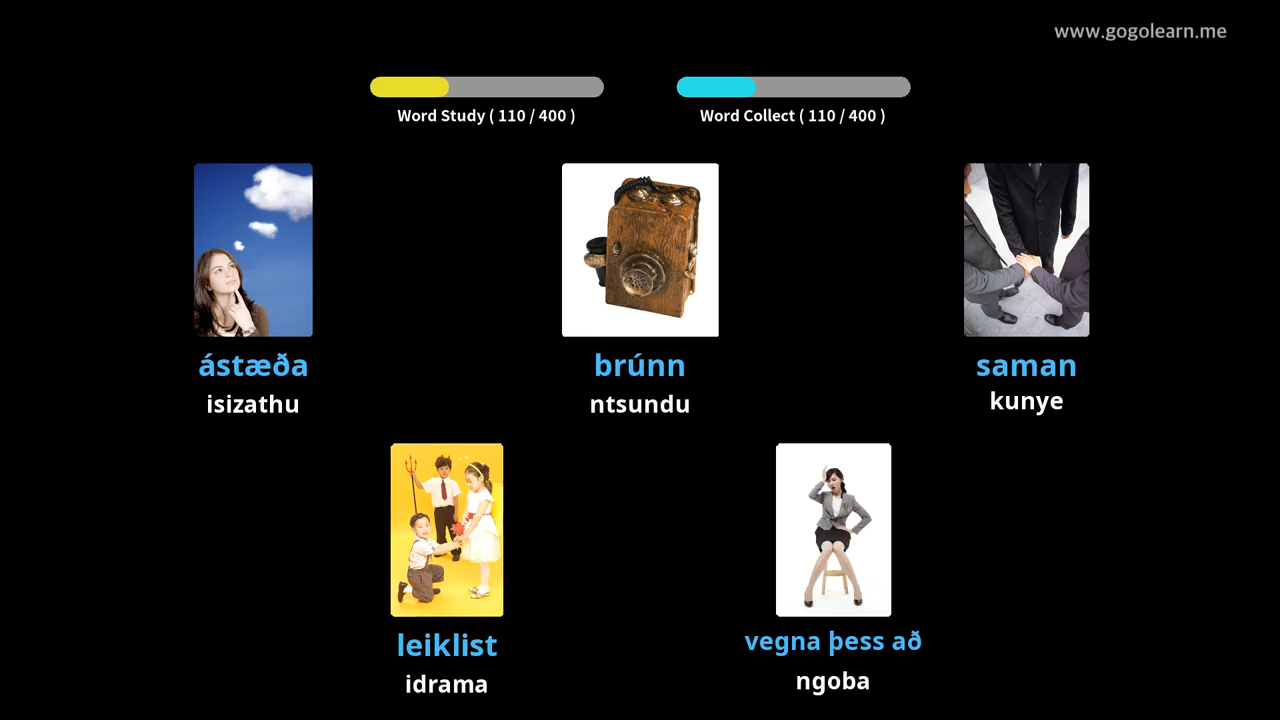 www.gogolearn.me
Word Study ( 110 / 400 )
Word Collect ( 110 / 400 )
ástæða
isizathu
brúnn
ntsundu
saman
kunye
leiklist
idrama
vegna þess að
ngoba